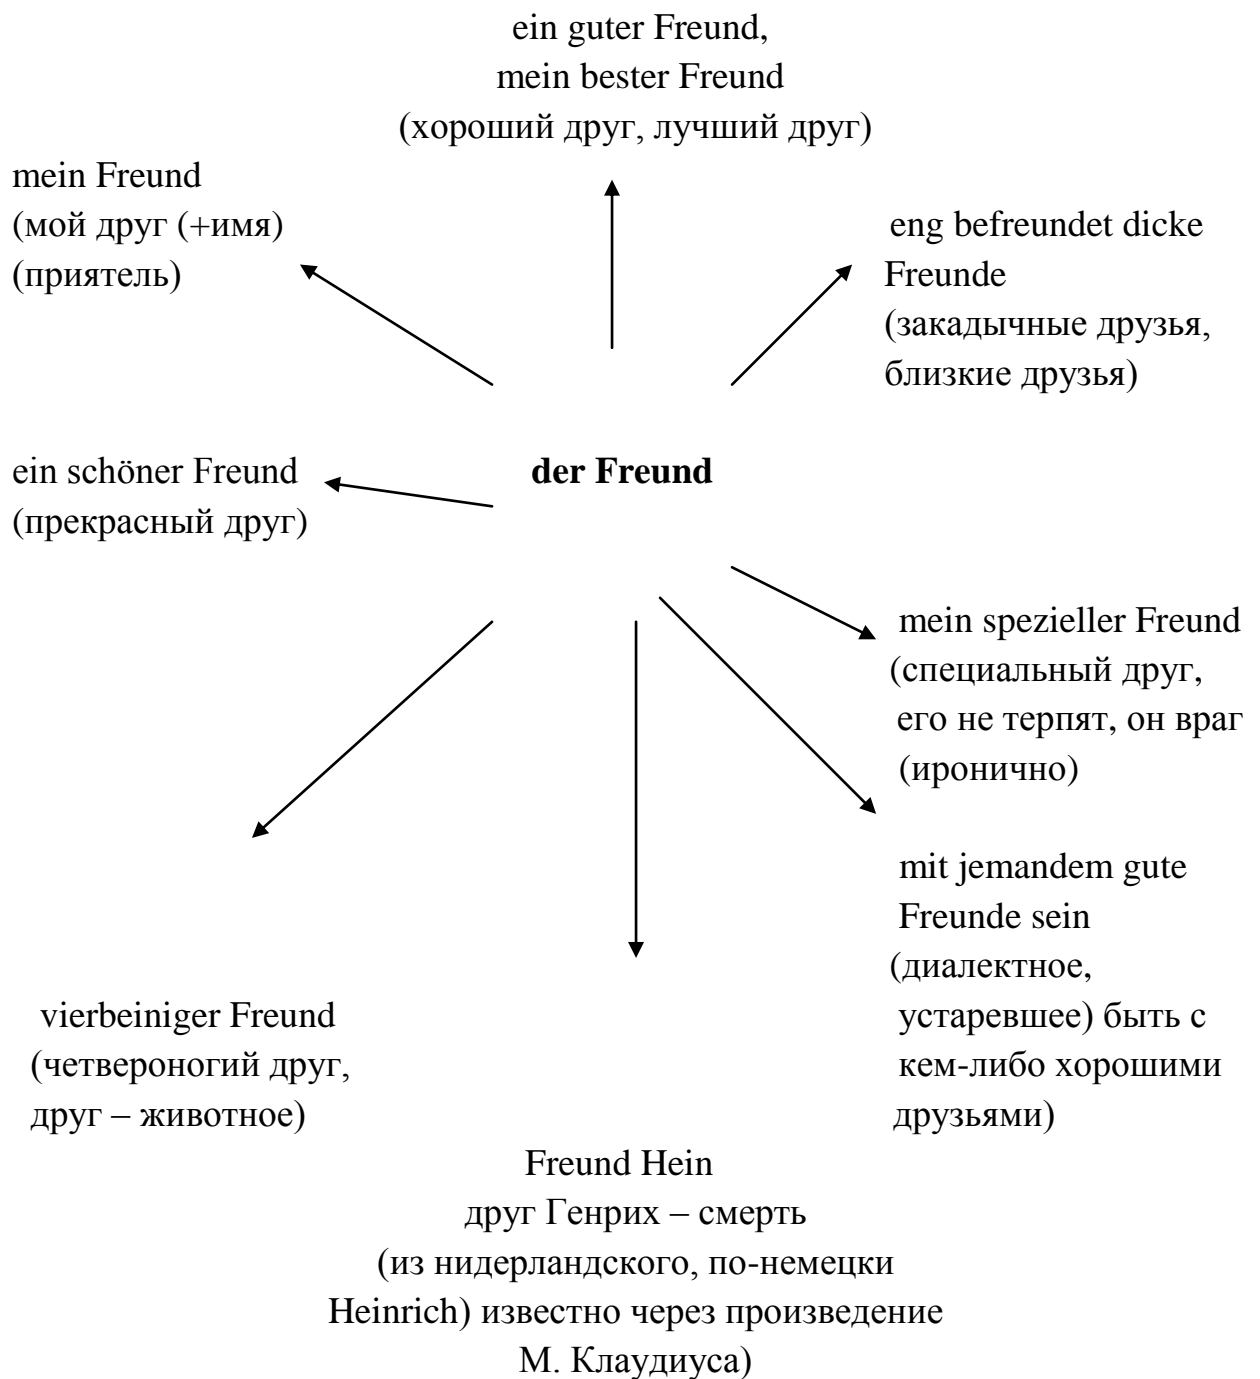 ein guter Freund,
mein bester Freund
(хороший друг, лучший друг)
mein Freund
(мой друг (+имя)
(приятель)
eng befreundet dicke
Freunde
(закадычные друзья,
близкие друзья)
ein schöner Freund
(прекрасный друг)
der Freund
mein spezieller Freund
(специальный друг,
его не терпят, он враг
(иронично)
mit jemandem gute
Freunde sein
(диалектное,
устаревшее) быть с
кем-либо хорошими
друзьями)
vierbeiniger Freund
(четвероногий друг,
друг – животное)
Freund Hein
друг Генрих – смерть
(из нидерландского, по-немецки
Heinrich) известно через произведение
М. Клаудиуса)